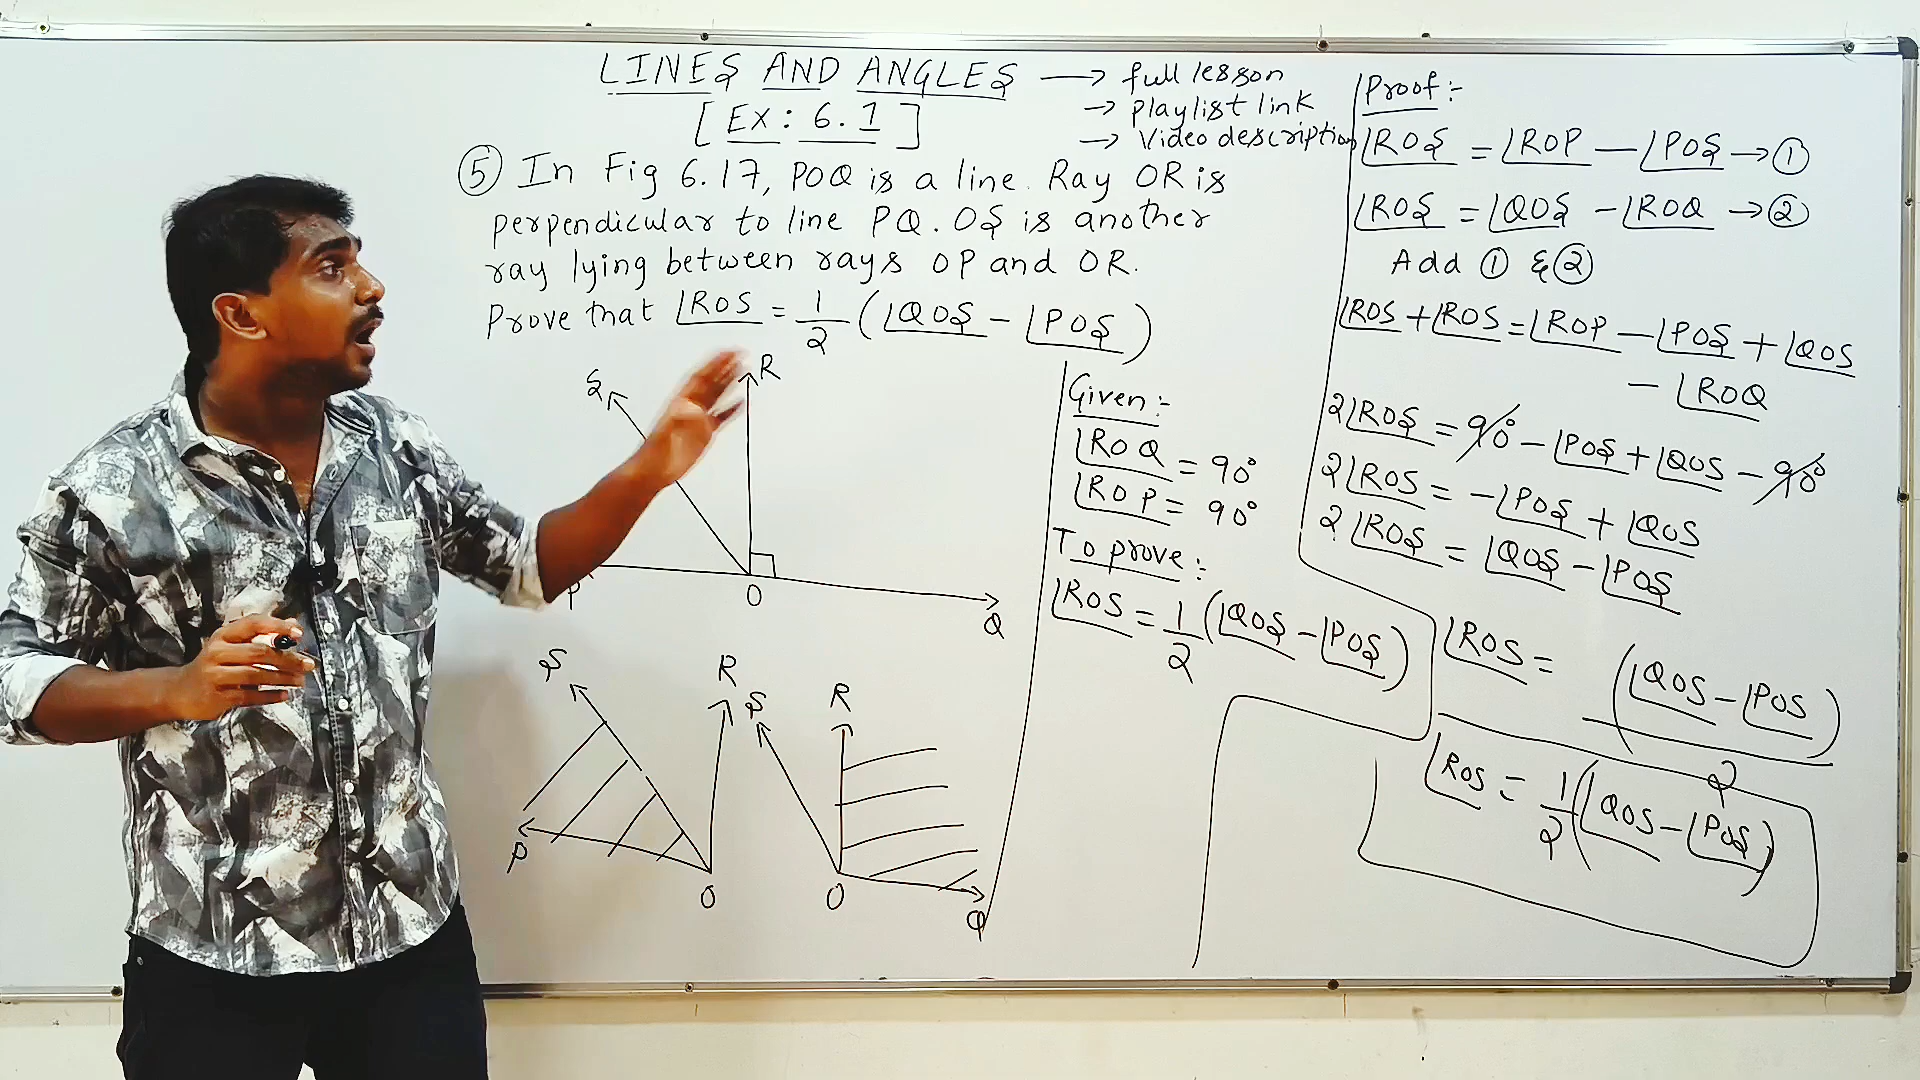 LINES AND ANGLES → full lesson
→ playlist link
[EX: 6.1]
→ Video description
⑤ In Fig 6.17, POQ is a line. Ray OR is
perpendicular to line PQ. OS is another
ray lying between rays OP and OR.
Prove that ∠ROS = 1/2 (∠QOS - ∠POS)
S
R
P
O
Q
S
R
P
O
S
R
O
Q
Given:-
∠ROQ = 90°
∠ROP = 90°
To prove:
∠ROS = 1/2 (∠QOS - ∠POS)
Proof:-
∠ROS = ∠ROP - ∠POS → ①
∠ROS = ∠QOS - ∠ROQ → ②
Add ① & ②
∠ROS + ∠ROS = ∠ROP - ∠POS + ∠QOS
- ∠ROQ
2∠ROS = 90° - ∠POS + ∠QOS - 90°
2∠ROS = -∠POS + ∠QOS
2∠ROS = ∠QOS - ∠POS
∠ROS = (∠QOS - ∠POS)
2
∠ROS = 1/2 (∠QOS - ∠POS)